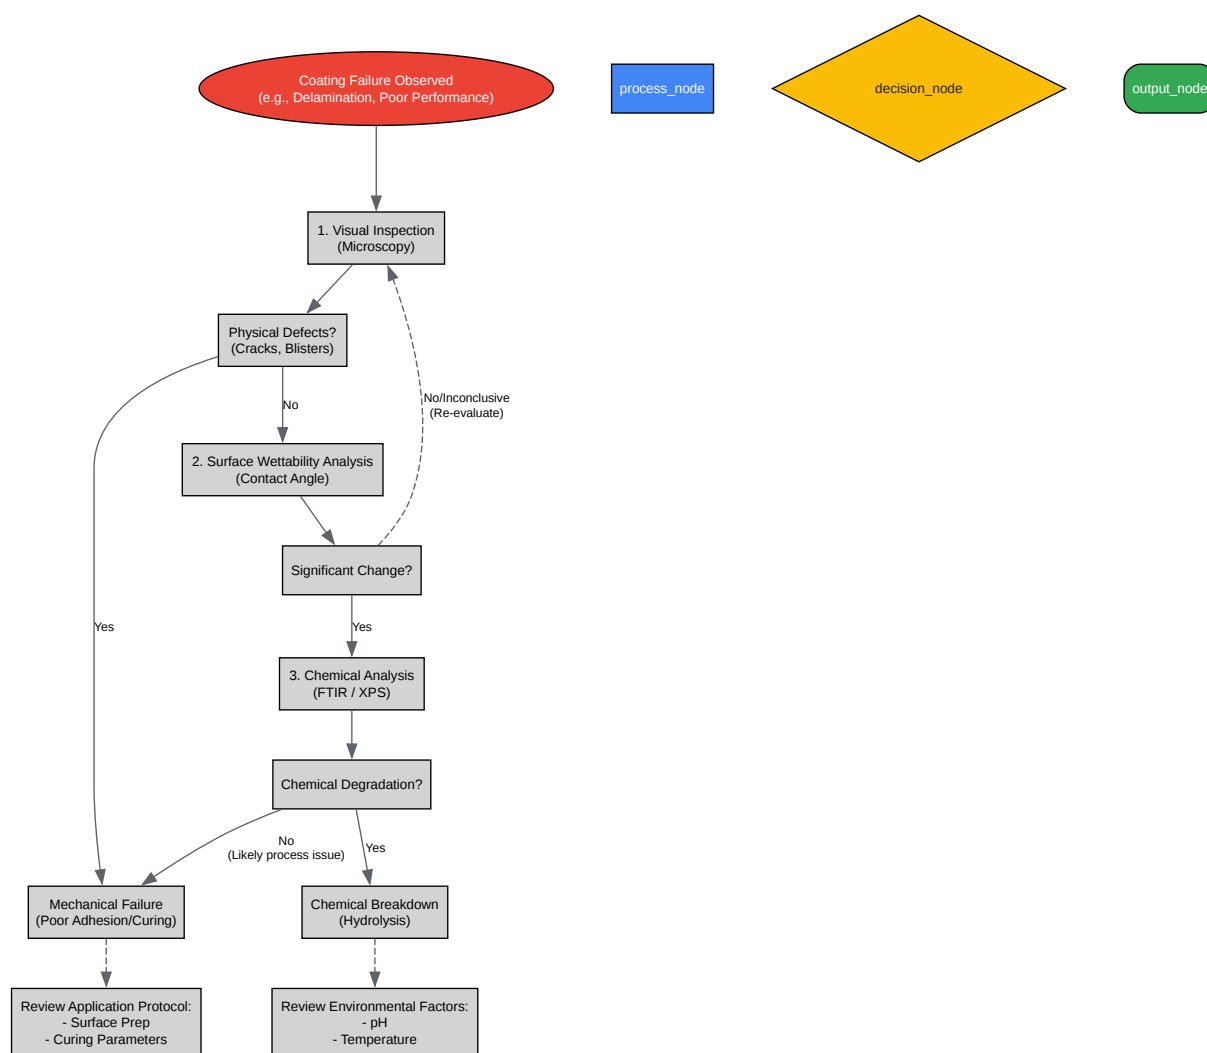 Coating Failure Observed
(e.g., Delamination, Poor Performance)
process_node
decision_node
output_node
1. Visual Inspection
(Microscopy)
Physical Defects?
(Cracks, Blisters)
No/Inconclusive
(Re-evaluate)
No
2. Surface Wettability Analysis
(Contact Angle)
Significant Change?
Yes
Yes
3. Chemical Analysis
(FTIR / XPS)
Chemical Degradation?
No
(Likely process issue)
Yes
Mechanical Failure
(Poor Adhesion/Curing)
Chemical Breakdown
(Hydrolysis)
Review Application Protocol:
- Surface Prep
- Curing Parameters
Review Environmental Factors:
- pH
- Temperature